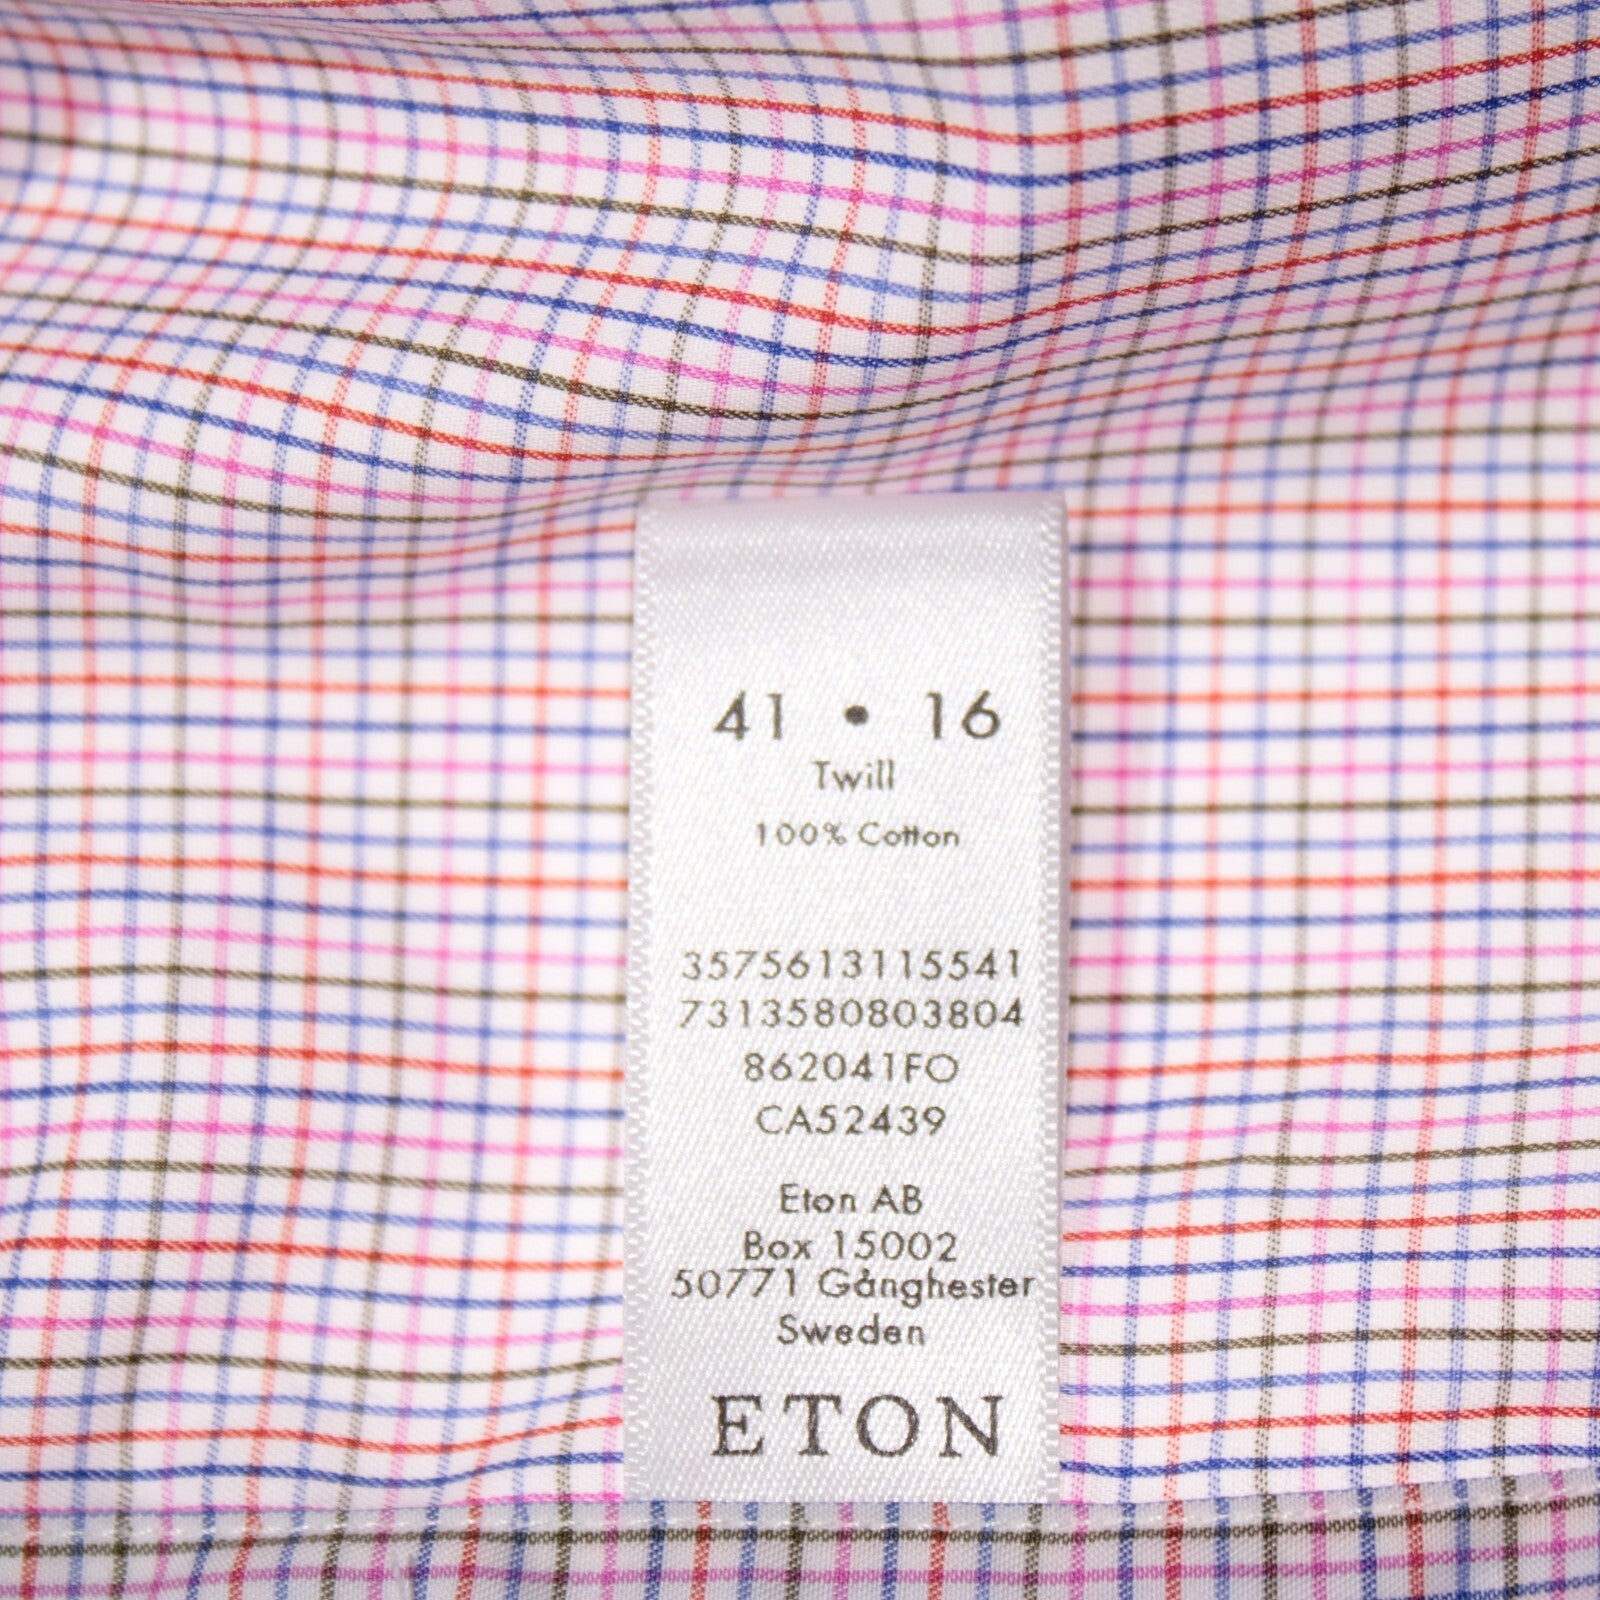 41 • 16
Twill
100% Cotton
3575613115541
7313580803804
862041FO
CA52439
Eton AB
Box 15002
50771 Gånghester
Sweden
ETON